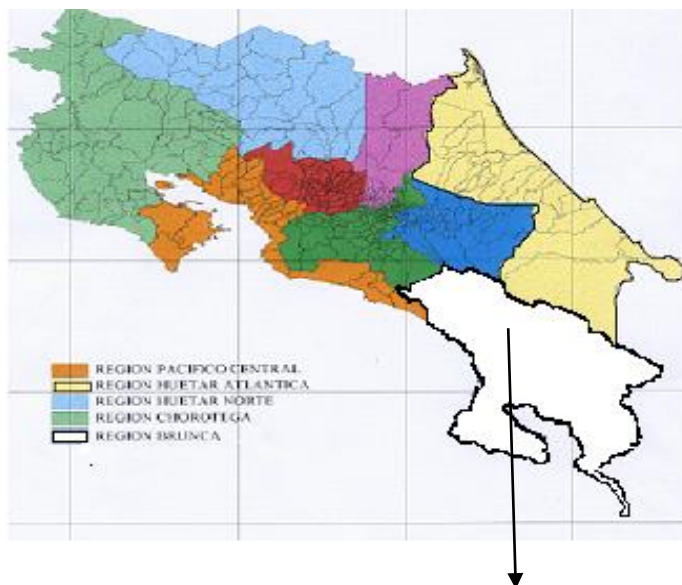 REGION PACIFICO CENTRAL
REGION HUETAR ATLANTICA
REGION HUETAR NORTE
REGION CHOROTEGA
REGION BRUNCA